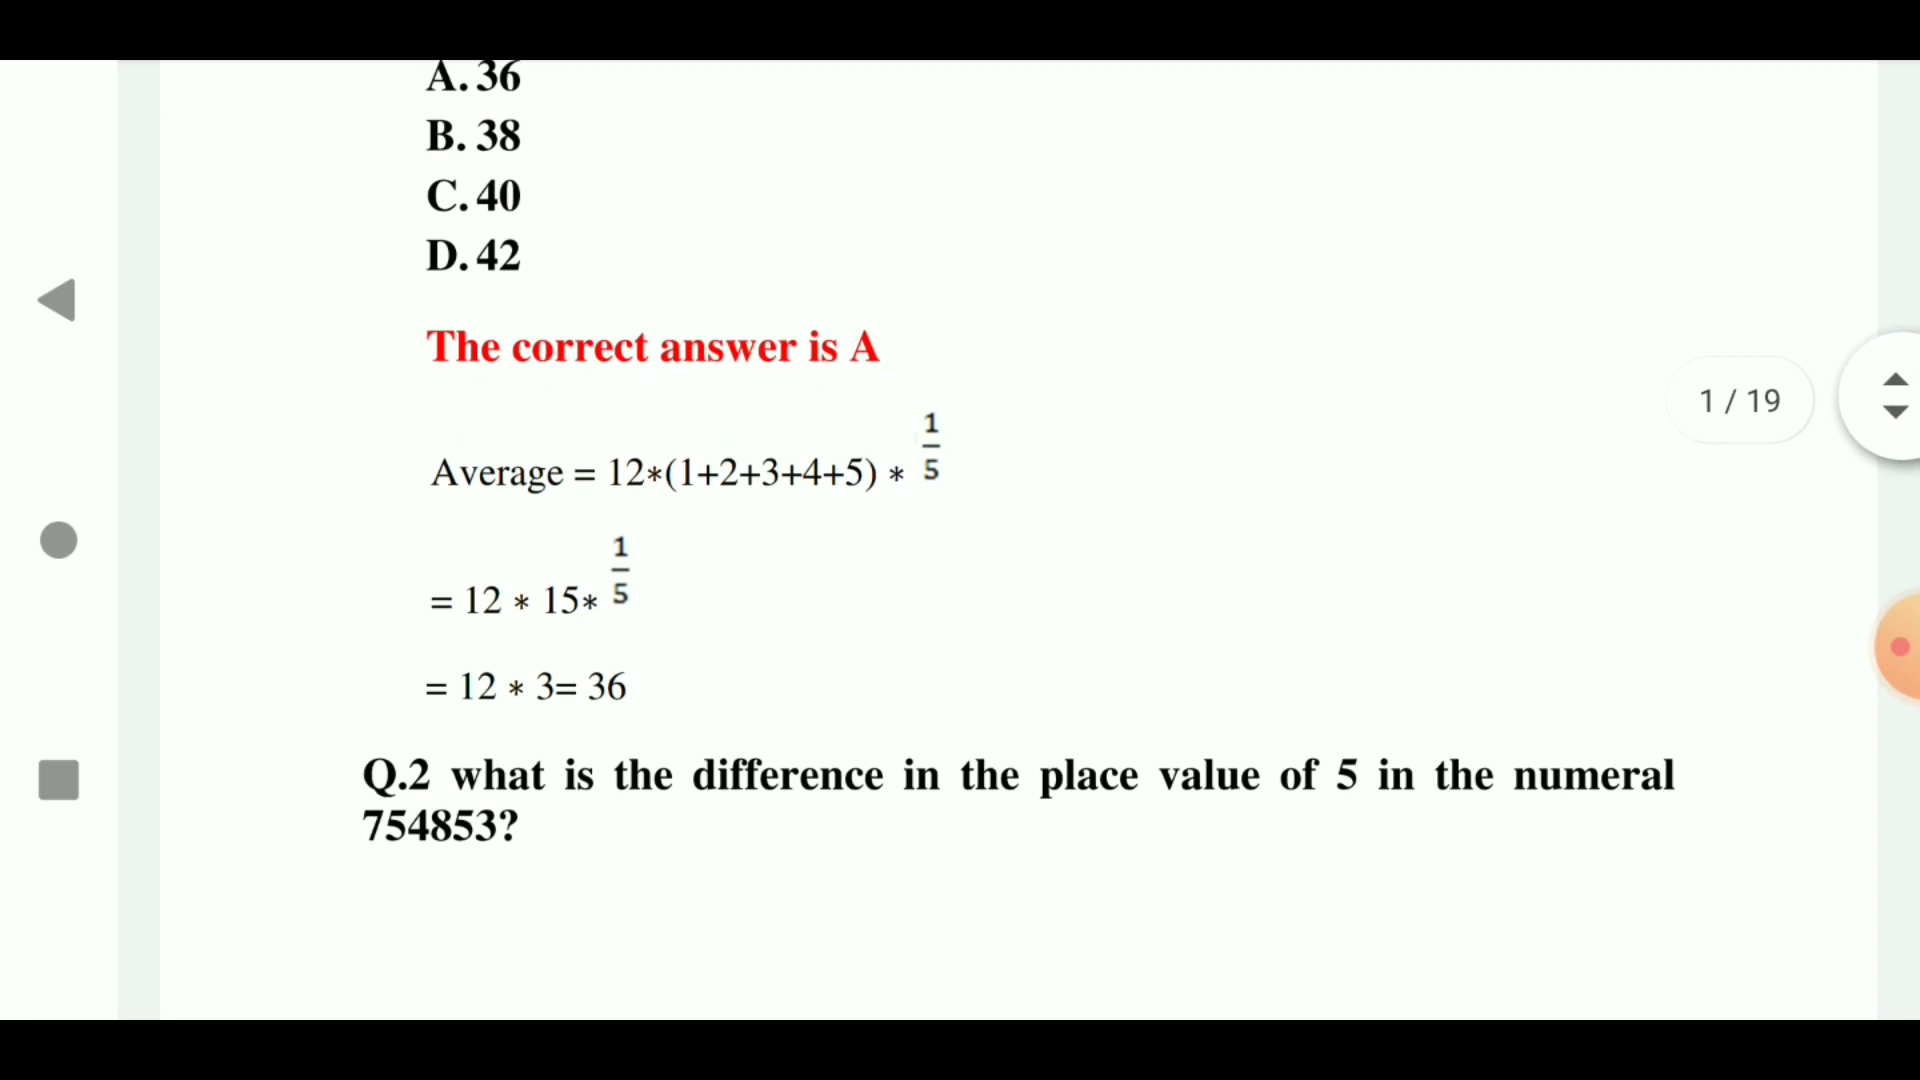 A. 36
B. 38
C. 40
D. 42
The correct answer is A
Average = 12*(1+2+3+4+5) * 1/5
= 12 * 15* 1/5
= 12 * 3= 36
1 / 19
Q.2 what is the difference in the place value of 5 in the numeral
754853?